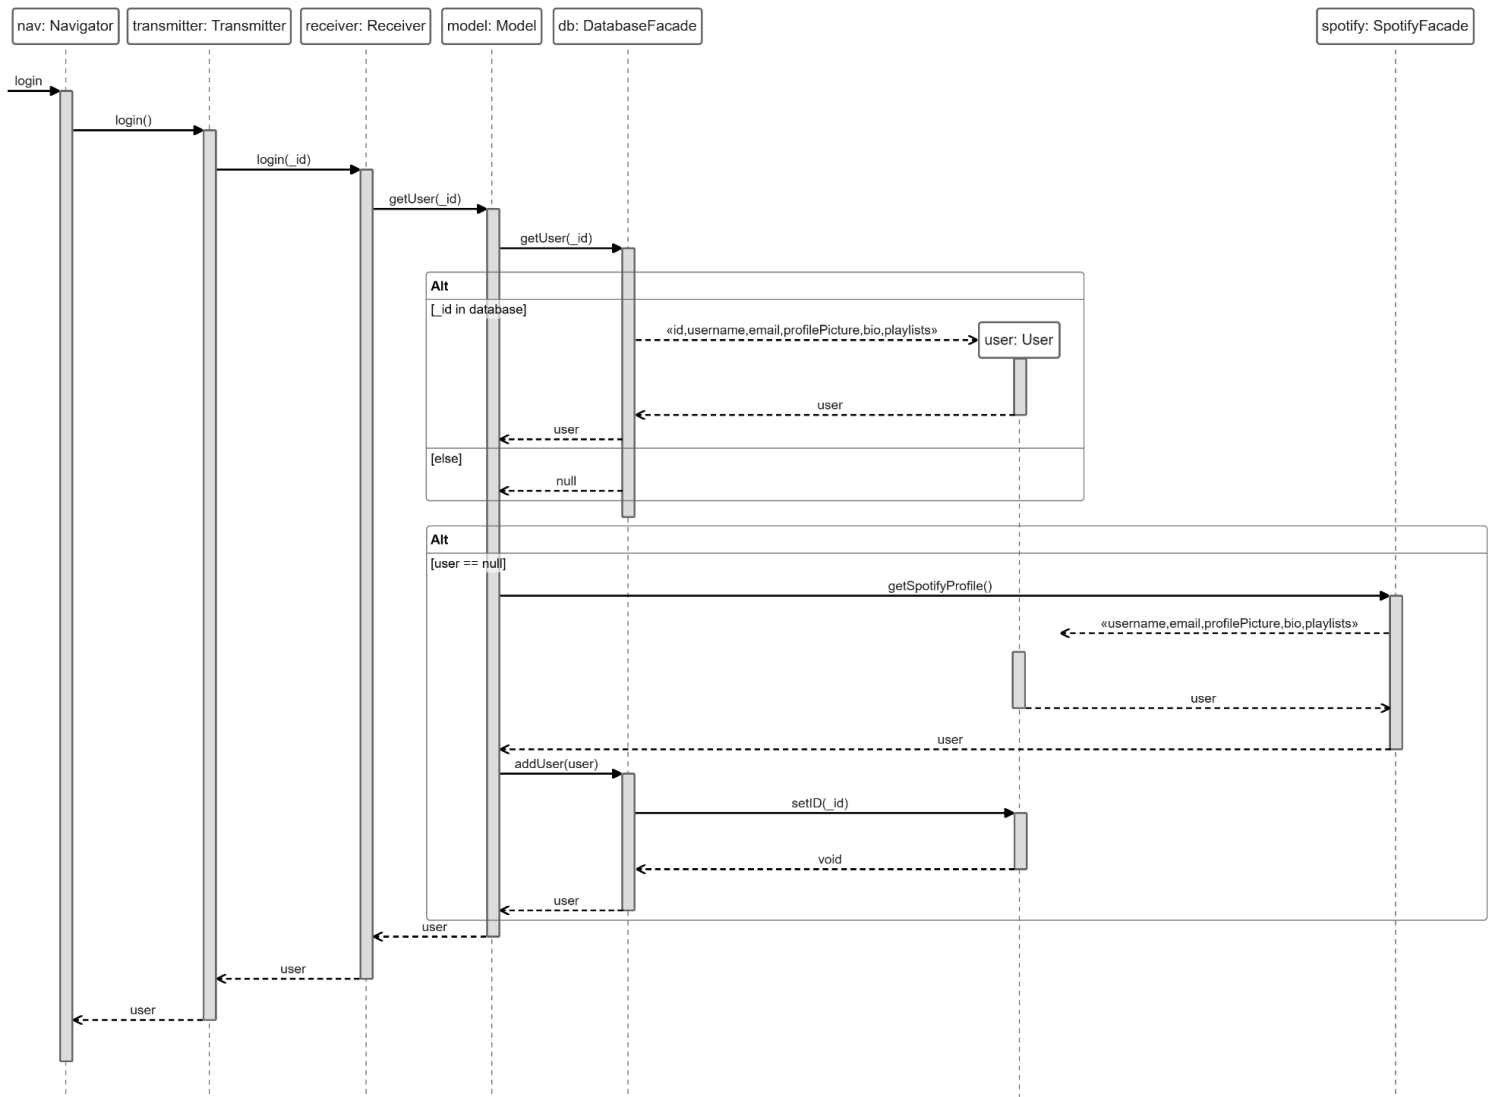 nav: Navigator
transmitter: Transmitter
receiver: Receiver
model: Model
db: DatabaseFacade
spotify: SpotifyFacade
login
login()
login(_id)
getUser(_id)
getUser(_id)
Alt
[_id in database]
«id,username,email,profilePicture,bio,playlists»
user: User
user
user
[else]
null
Alt
[user == null]
getSpotifyProfile()
«username,email,profilePicture,bio,playlists»
user
user
addUser(user)
setID(_id)
void
user
user
user
user